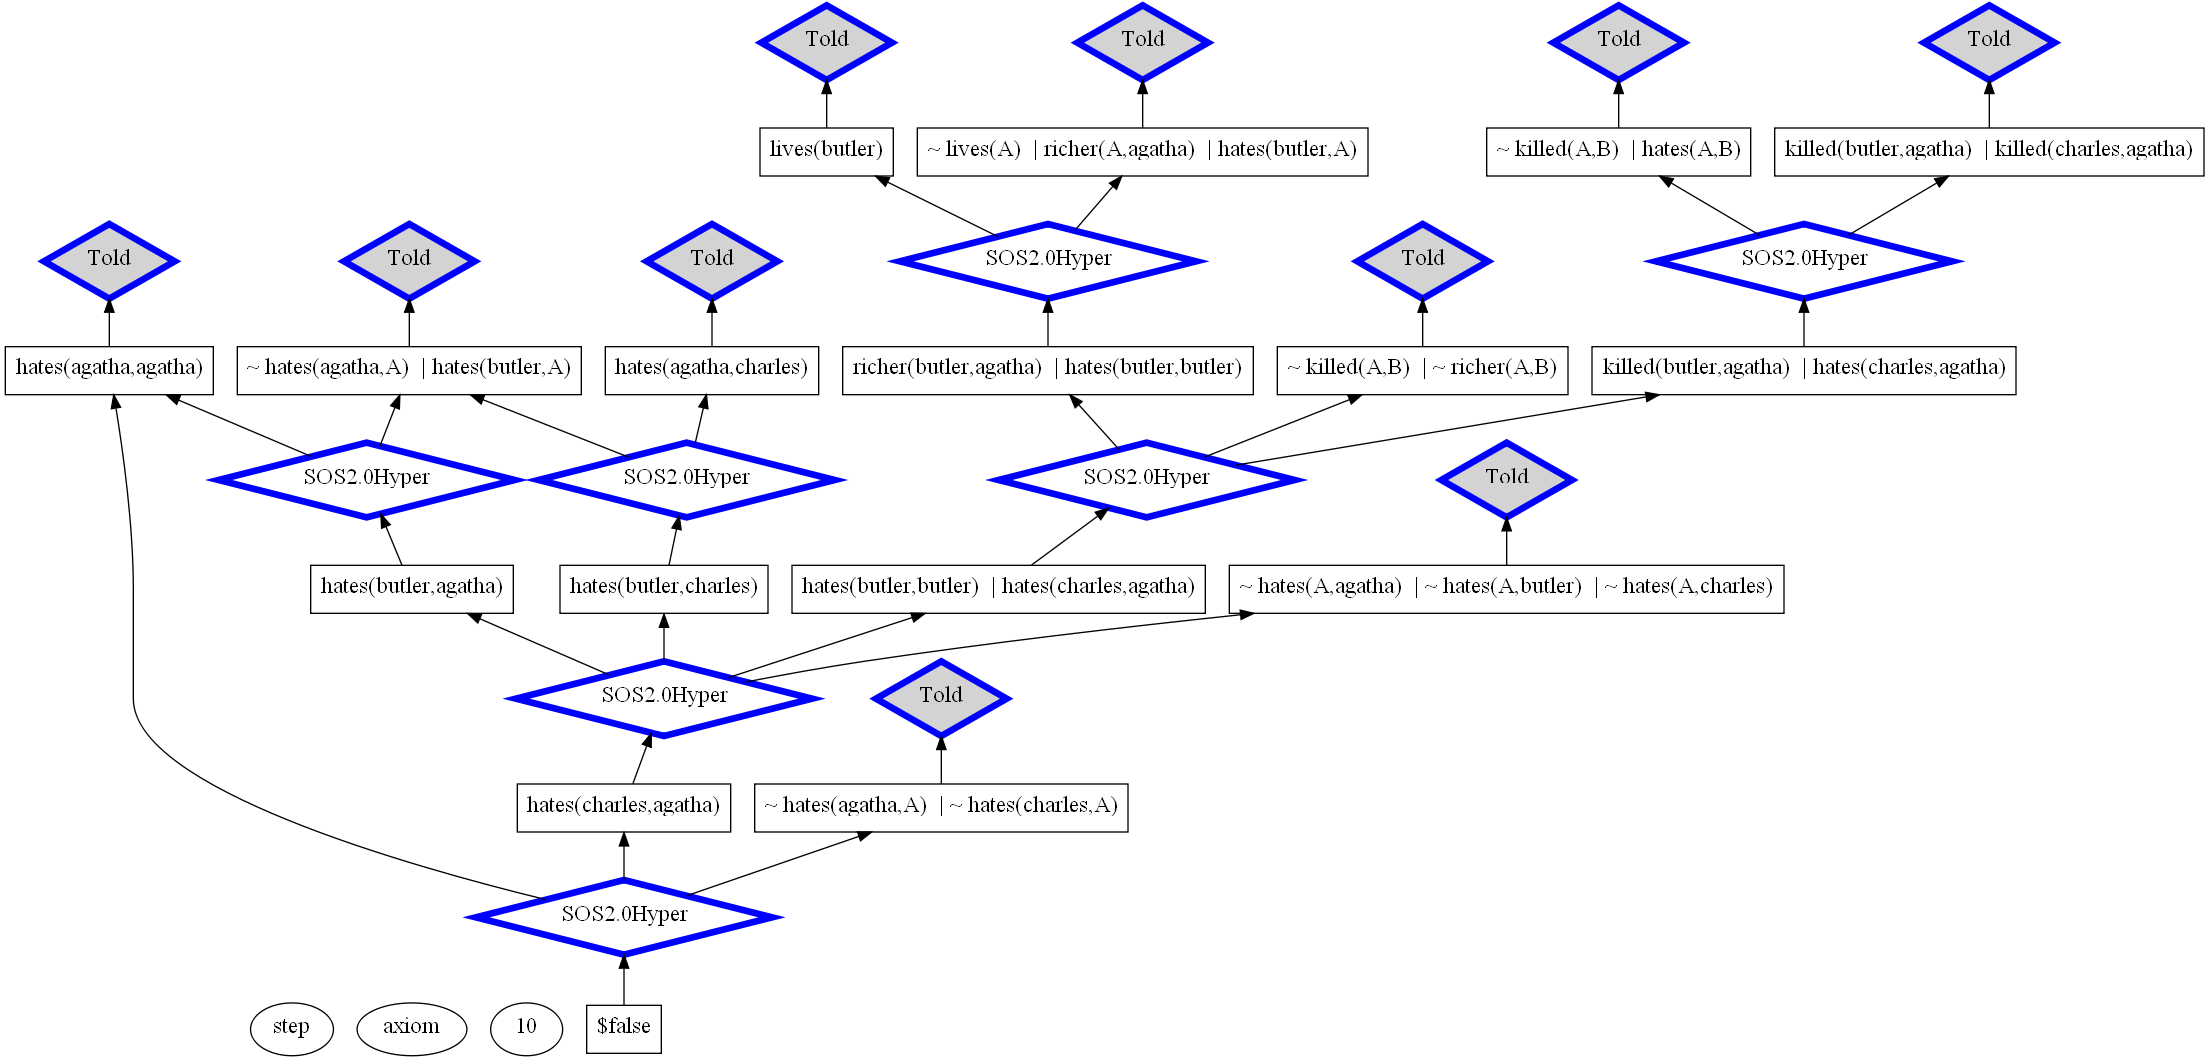 Told
Told
Told
Told
lives(butler)
~ lives(A) | richer(A,agatha) | hates(butler,A)
~ killed(A,B) | hates(A,B)
killed(butler,agatha) | killed(charles,agatha)
Told
Told
Told
SOS2.0Hyper
Told
SOS2.0Hyper
hates(agatha,agatha)
~ hates(agatha,A) | hates(butler,A)
hates(agatha,charles)
richer(butler,agatha) | hates(butler,butler)
~ killed(A,B) | ~ richer(A,B)
killed(butler,agatha) | hates(charles,agatha)
SOS2.0Hyper
SOS2.0Hyper
SOS2.0Hyper
Told
hates(butler,agatha)
hates(butler,charles)
hates(butler,butler) | hates(charles,agatha)
~ hates(A,agatha) | ~ hates(A,butler) | ~ hates(A,charles)
SOS2.0Hyper
Told
hates(charles,agatha)
~ hates(agatha,A) | ~ hates(charles,A)
SOS2.0Hyper
step
axiom
10
$false